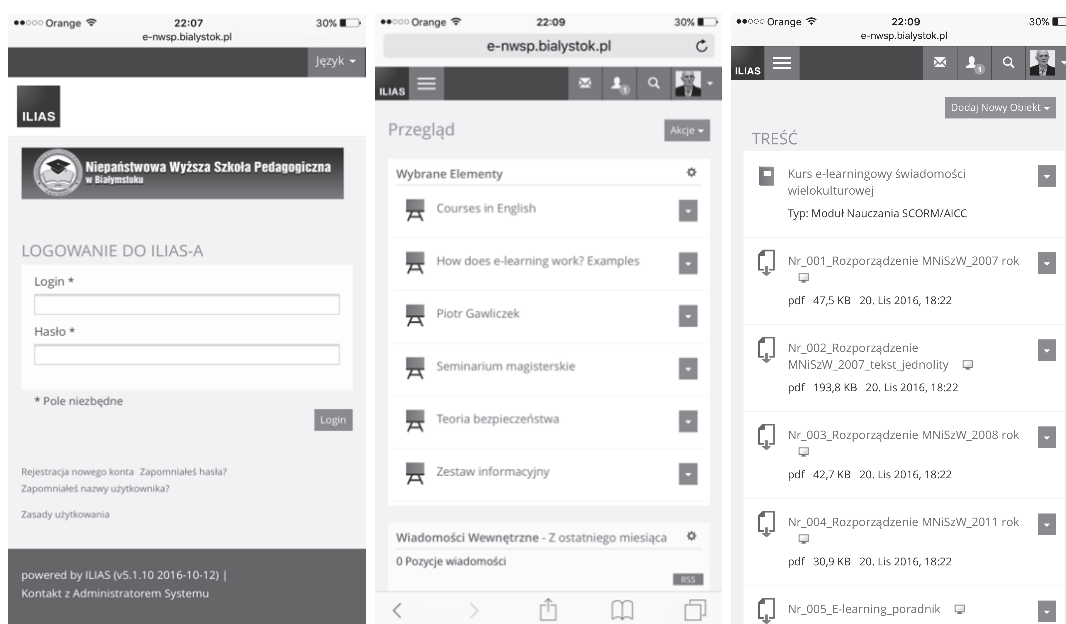 Orange 22:07 30%
e-nwsp.bialystok.pl
Język
ILIAS
Niepaństwowa Wyższa Szkoła Pedagogiczna
w Białymstoku
LOGOWANIE DO ILIAS-A
Login *
Hasło *
* Pole niezbędne
Login
Rejestracja nowego konta Zapomniałeś hasła?
Zapomniałeś nazwy użytkownika?
Zasady użytkowania
powered by ILIAS (v5.1.10 2016-10-12) |
Kontakt z Administratorem Systemu
Orange 22:09 30%
e-nwsp.bialystok.pl
ILIAS 1
Przegląd Akcje
Wybrane Elementy
Courses in English
How does e-learning work? Examples
Piotr Gawliczek
Seminarium magisterskie
Teoria bezpieczeństwa
Zestaw informacyjny
Wiadomości Wewnętrzne - Z ostatniego miesiąca
0 Pozycje wiadomości
RSS
Orange 22:09 30%
e-nwsp.bialystok.pl
ILIAS 1
Dodaj Nowy Obiekt
TREŚĆ
Kurs e-learningowy świadomości
wielokulturowej
Typ: Moduł Nauczania SCORM/AICC
Nr_001_Rozporządzenie MNiSzW_2007 rok
pdf 47,5 KB 20. Lis 2016, 18:22
Nr_002_Rozporządzenie
MNiSzW_2007_tekst_jednolity
pdf 193,8 KB 20. Lis 2016, 18:22
Nr_003_Rozporządzenie MNiSzW_2008 rok
pdf 42,7 KB 20. Lis 2016, 18:22
Nr_004_Rozporządzenie MNiSzW_2011 rok
pdf 30,9 KB 20. Lis 2016, 18:22
Nr_005_E-learning_poradnik